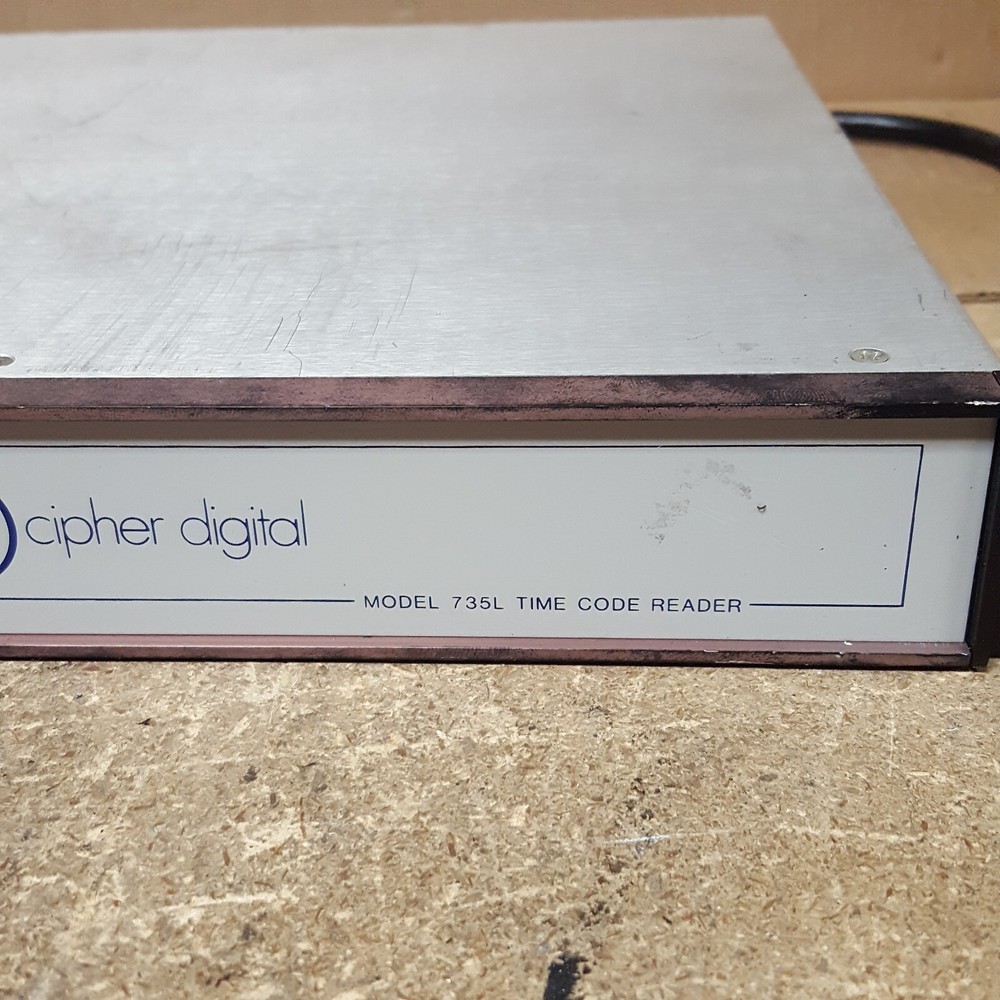 cipher digital
MODEL 735L TIME CODE READER